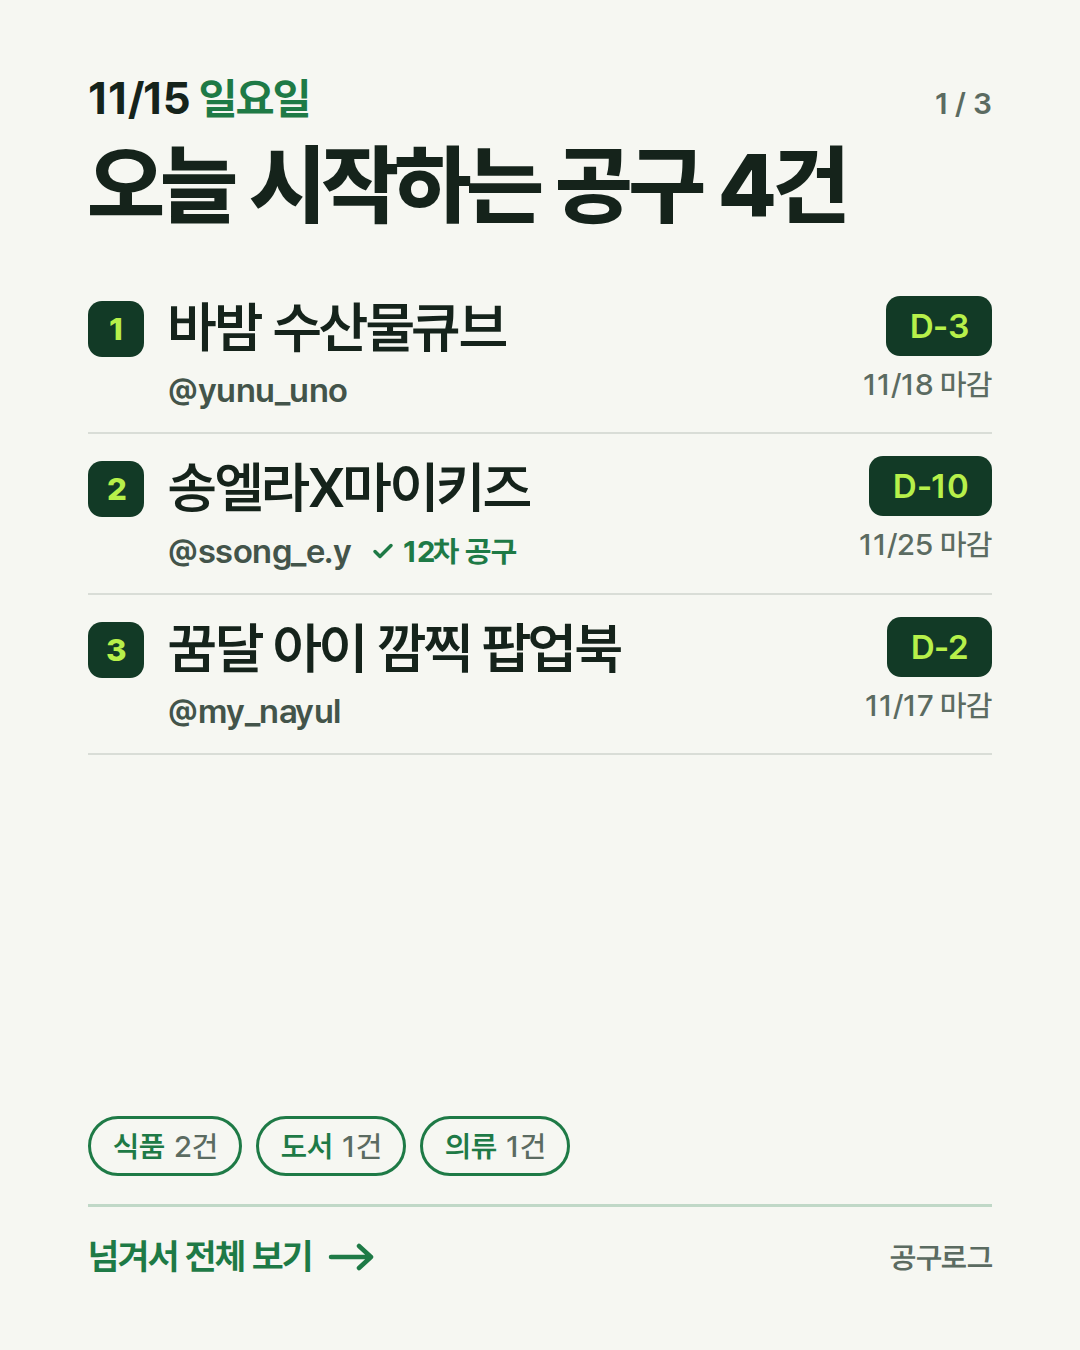 11/15 일요일
1 / 3
오늘 시작하는 공구 4건
1 바밤 수산물큐브 D-3
@yunu_uno 11/18 마감
2 송엘라X마이키즈 D-10
@ssong_e.y ✓ 12차 공구 11/25 마감
3 꿈달 아이 깜찍 팝업북 D-2
@my_nayul 11/17 마감
식품 2건 도서 1건 의류 1건
넘겨서 전체 보기 → 공구로그